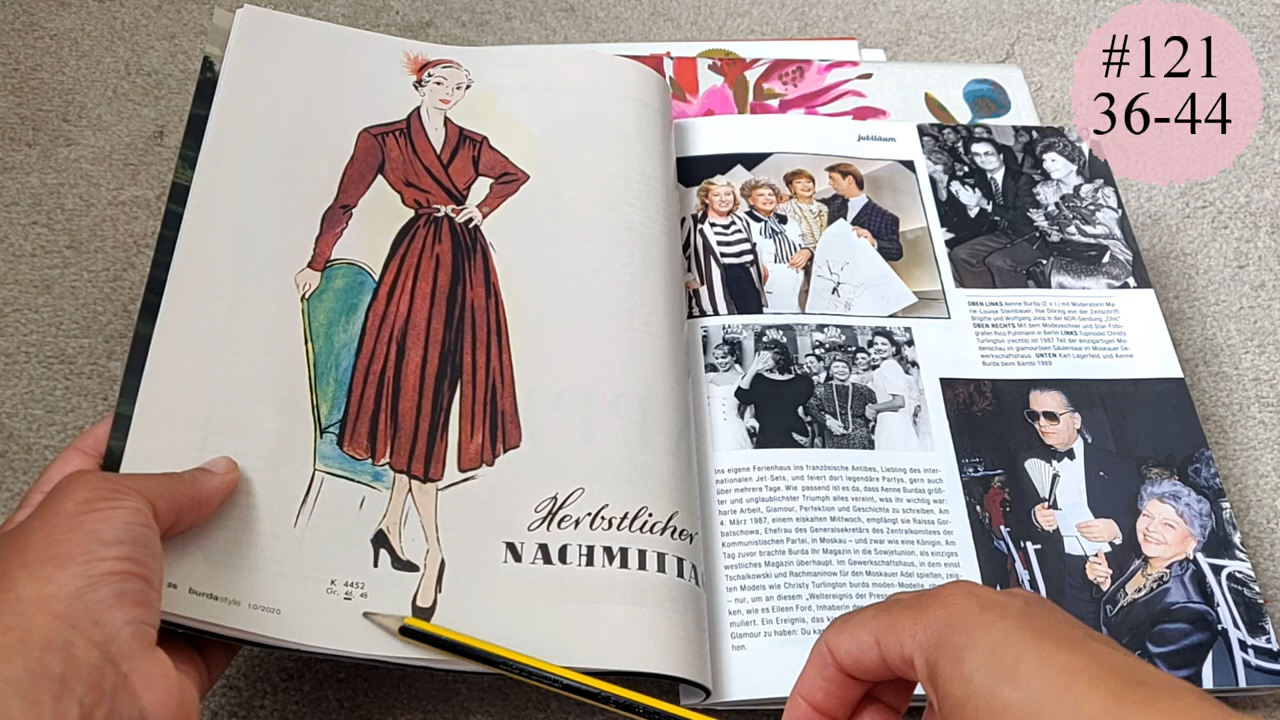 #121
36-44
Herbstlicher
NACHMITTA
K 4452
Gr. 46, 48
26 burdastyle 10/2020
jubiläum
OBEN LINKS Aenne Burda (2. v. l.) mit Moderatorin Ma-
rie-Louise Steinbauer, Ilse Döring von der Zeitschrift
Brigitte und Wolfgang Joop in der NDR-Sendung „Chic“
OBEN RECHTS Mit dem Modezeichner und Star-Foto-
grafen Rico Puhlmann in Berlin LINKS Topmodel Christy
Turlington (rechts) ist 1987 Teil der einzigartigen Mo-
denschau im glamourösen Säulensaal im Moskauer Ge-
werkschaftshaus UNTEN Karl Lagerfeld und Aenne
Burda beim Bambi 1989
ins eigene Ferienhaus ins französische Antibes, Liebling des inter-
nationalen Jet-Sets, und feiert dort legendäre Partys, gern auch
über mehrere Tage. Wie passend ist es da, dass Aenne Burdas größ-
ter und unglaublichster Triumph alles vereint, was ihr wichtig war:
harte Arbeit, Glamour, Perfektion und Geschichte zu schreiben. Am
4. März 1987, einem eiskalten Mittwoch, empfängt sie Raissa Gor-
batschowa, Ehefrau des Generalsekretärs des Zentralkomitees der
Kommunistischen Partei, in Moskau – und zwar wie eine Königin. Am
Tag zuvor brachte Burda ihr Magazin in die Sowjetunion, als einziges
westliches Magazin überhaupt. Im Gewerkschaftshaus, in dem einst
Tschaikowski und Rachmaninow für den Moskauer Adel spielten, zeig-
ten Models wie Christy Turlington burda moden-Modelle
– nur, um an diesem „Weltereignis der Presse
ken, wie es Eileen Ford, Inhaberin der
muliert. Ein Ereignis, das
Glamour zu haben: Du
hen.